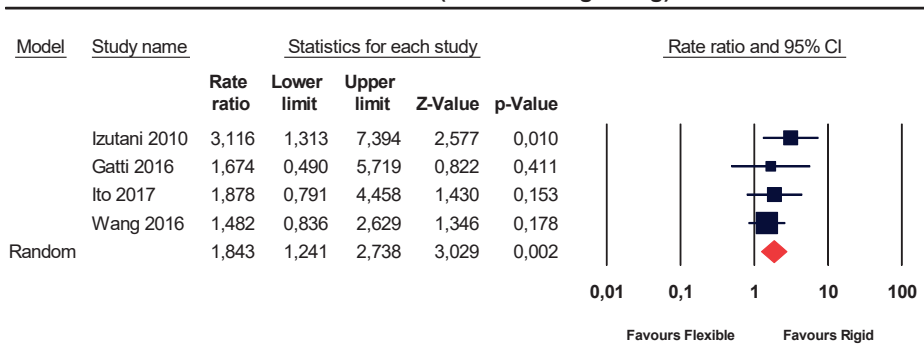 Model Study name Statistics for each study Rate ratio and 95% CI
Rate Lower Upper
ratio limit limit Z-Value p-Value
Izutani 2010 3,116 1,313 7,394 2,577 0,010
Gatti 2016 1,674 0,490 5,719 0,822 0,411
Ito 2017 1,878 0,791 4,458 1,430 0,153
Wang 2016 1,482 0,836 2,629 1,346 0,178
Random 1,843 1,241 2,738 3,029 0,002
0,01 0,1 1 10 100
Favours Flexible Favours Rigid